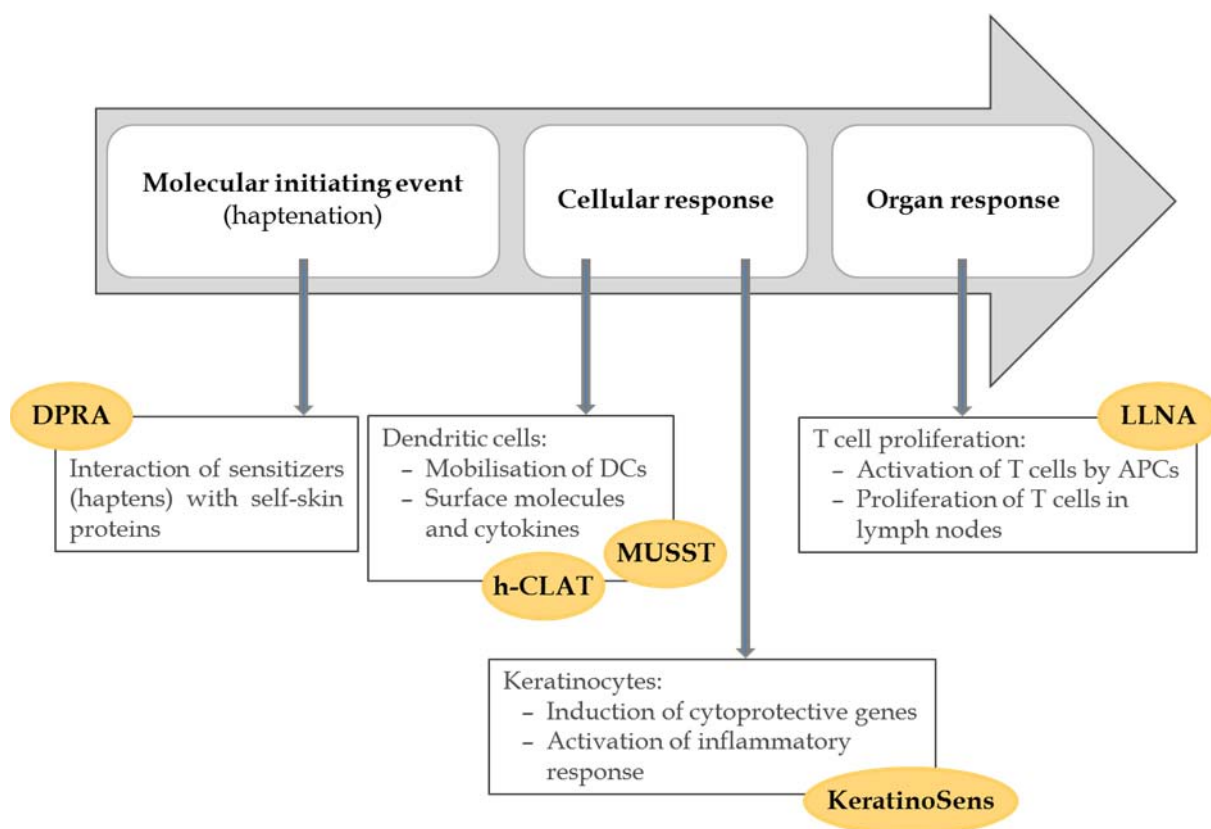 Molecular initiating event
(haptenation)
Cellular response
Organ response
DPRA
Interaction of sensitizers
(haptens) with self-skin
proteins
Dendritic cells:
– Mobilisation of DCs
– Surface molecules
and cytokines
MUSST
h-CLAT
LLNA
T cell proliferation:
– Activation of T cells by APCs
– Proliferation of T cells in
lymph nodes
Keratinocytes:
– Induction of cytoprotective genes
– Activation of inflammatory
response
KeratinoSens